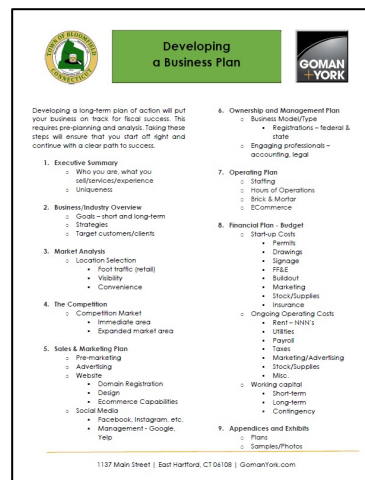 TOWN OF BLOOMFIELD
CONNECTICUT
Developing
a Business Plan
GOMAN
+YORK
Developing a long-term plan of action will put
your business on track for fiscal success. This
requires pre-planning and analysis. Taking these
steps will ensure that you start off right and
continue with a clear path to success.
1. Executive Summary
o Who you are, what you
sell/services/experience
o Uniqueness
2. Business/Industry Overview
o Goals – short and long-term
o Strategies
o Target customers/clients
3. Market Analysis
o Location Selection
▪ Foot traffic (retail)
▪ Visibility
▪ Convenience
4. The Competition
o Competition Market
▪ Immediate area
▪ Expanded market area
5. Sales & Marketing Plan
o Pre-marketing
o Advertising
o Website
▪ Domain Registration
▪ Design
▪ Ecommerce Capabilities
o Social Media
▪ Facebook, Instagram, etc.
▪ Management - Google,
Yelp
6. Ownership and Management Plan
o Business Model/Type
▪ Registrations – federal &
state
o Engaging professionals –
accounting, legal
7. Operating Plan
o Staffing
o Hours of Operations
o Brick & Mortar
o ECommerce
8. Financial Plan - Budget
o Start-up Costs
▪ Permits
▪ Drawings
▪ Signage
▪ FF&E
▪ Buildout
▪ Marketing
▪ Stock/Supplies
▪ Insurance
o Ongoing Operating Costs
▪ Rent – NNN's
▪ Utilities
▪ Payroll
▪ Taxes
▪ Marketing/Advertising
▪ Stock/Supplies
▪ Misc.
o Working capital
▪ Short-term
▪ Long-term
▪ Contingency
9. Appendices and Exhibits
o Plans
o Samples/Photos
1137 Main Street | East Hartford, CT 06108 | GomanYork.com